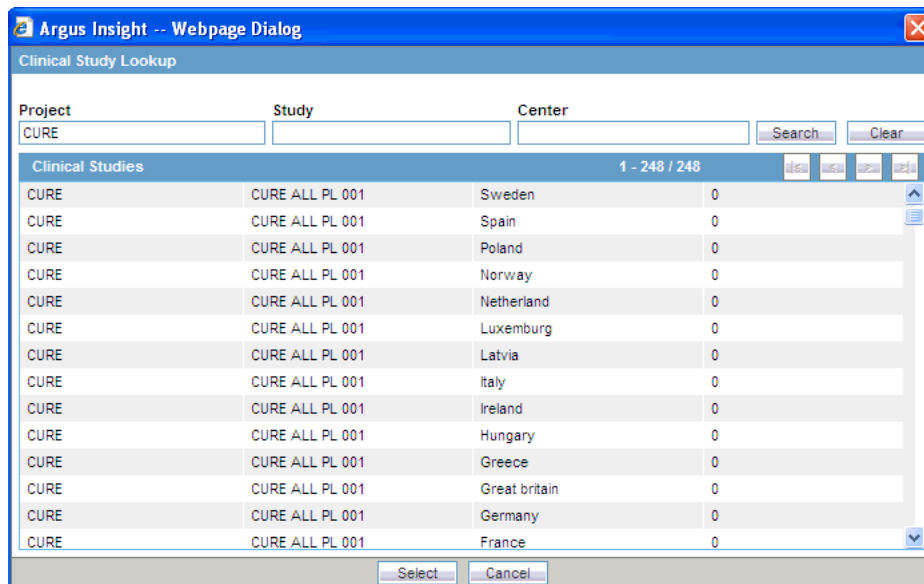 Argus Insight -- Webpage Dialog
Clinical Study Lookup
Project Study Center
CURE Search Clear
Clinical Studies 1 - 248 / 248
CURE CURE ALL PL 001 Sweden 0
CURE CURE ALL PL 001 Spain 0
CURE CURE ALL PL 001 Poland 0
CURE CURE ALL PL 001 Norway 0
CURE CURE ALL PL 001 Netherland 0
CURE CURE ALL PL 001 Luxemburg 0
CURE CURE ALL PL 001 Latvia 0
CURE CURE ALL PL 001 Italy 0
CURE CURE ALL PL 001 Ireland 0
CURE CURE ALL PL 001 Hungary 0
CURE CURE ALL PL 001 Greece 0
CURE CURE ALL PL 001 Great britain 0
CURE CURE ALL PL 001 Germany 0
CURE CURE ALL PL 001 France 0
Select Cancel